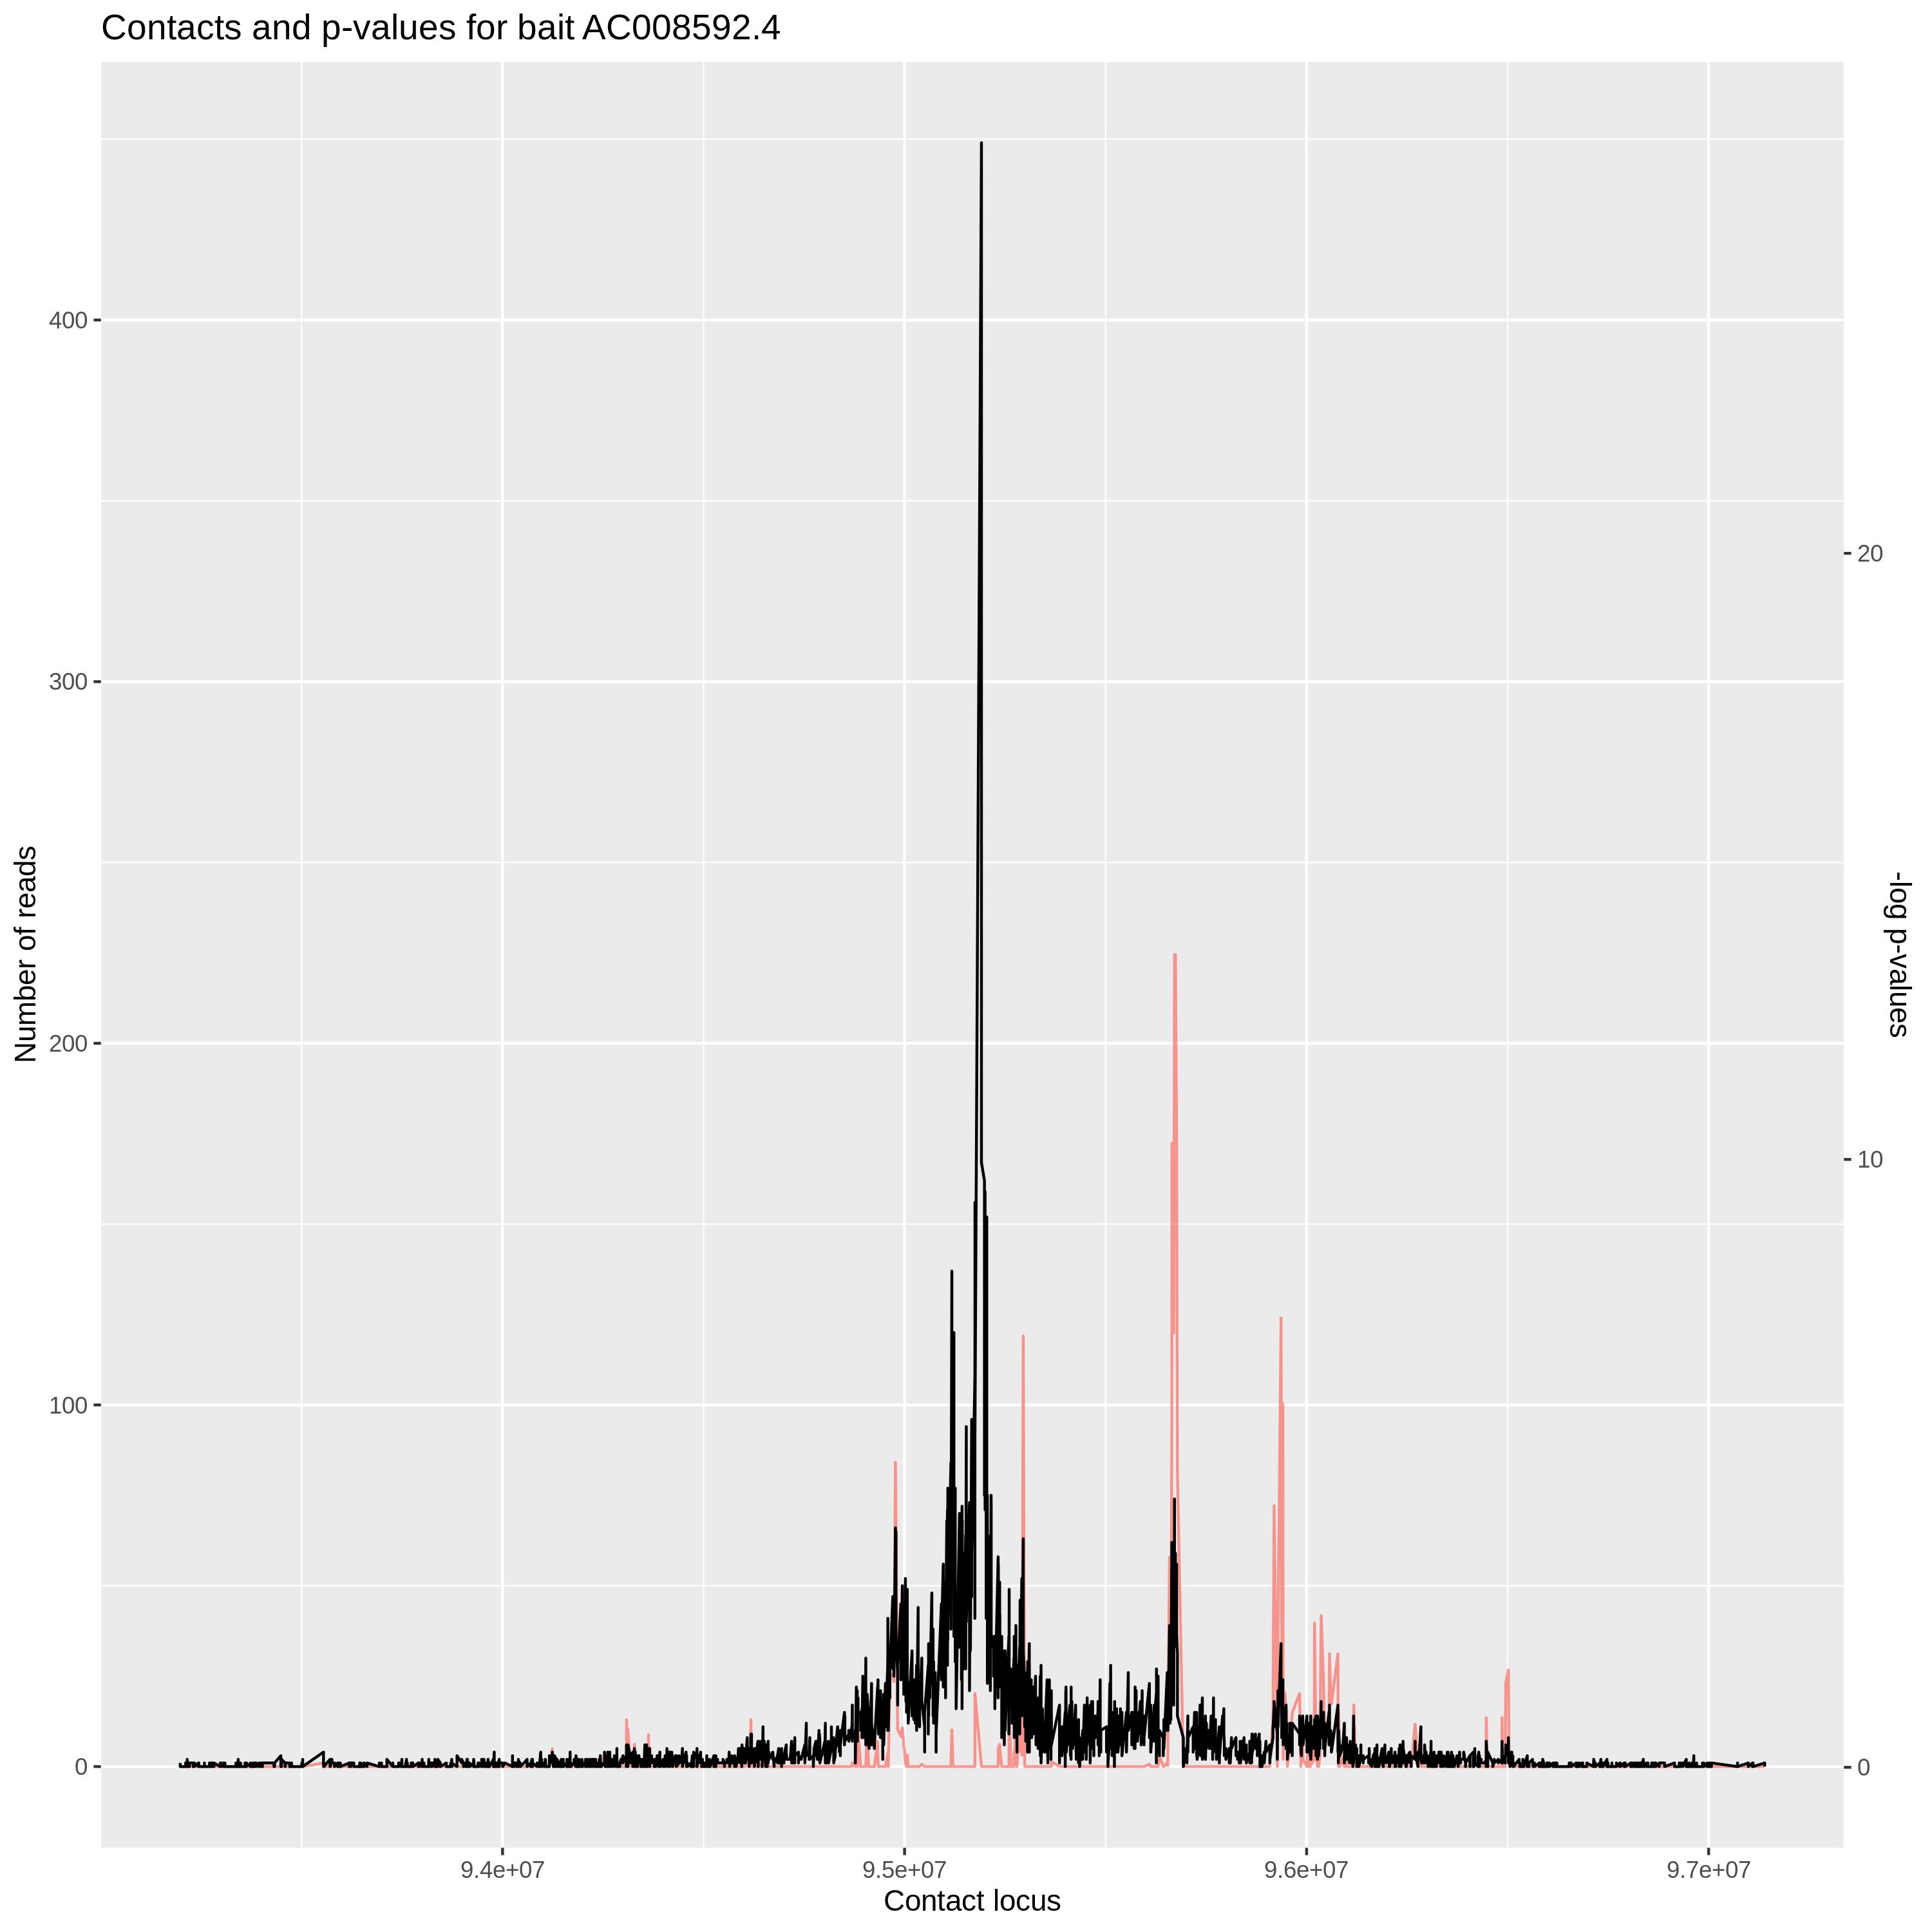 Contacts and p-values for bait AC008592.4
Number of reads
400
300
200
100
0
20
10
0
-log p-values
9.4e+07
9.5e+07
9.6e+07
9.7e+07
Contact locus